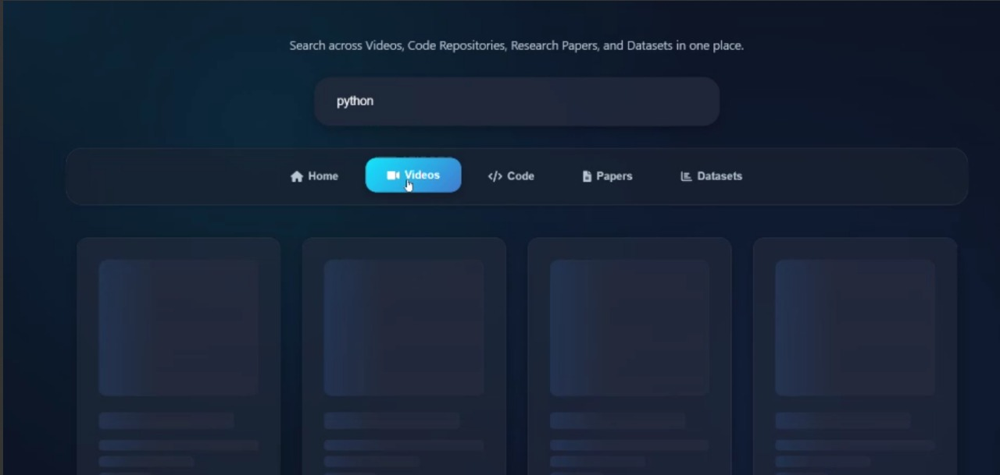 Search across Videos, Code Repositories, Research Papers, and Datasets in one place.
python
Home Videos </> Code Papers Datasets